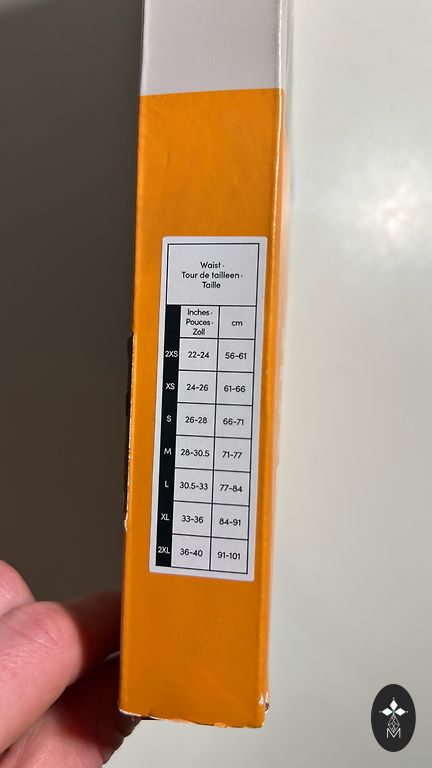 Waist ·
Tour de tailleen ·
Taille
Inches ·
Pouces ·
Zoll
cm
2XS 22-24 56-61
XS 24-26 61-66
S 26-28 66-71
M 28-30.5 71-77
L 30.5-33 77-84
XL 33-36 84-91
2XL 36-40 91-101